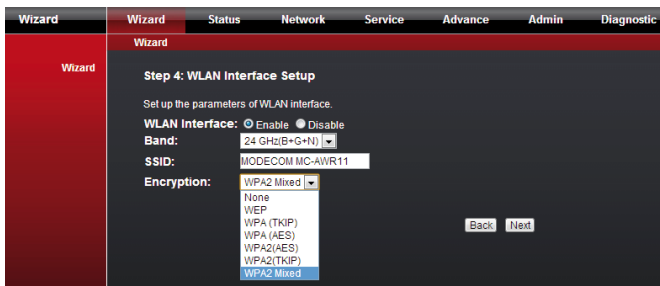 Wizard Wizard Status Network Service Advance Admin Diagnostic
Wizard
Wizard
Step 4: WLAN Interface Setup
Set up the parameters of WLAN interface.
WLAN Interface: Enable Disable
Band: 24 GHz(B+G+N)
SSID: MODECOM MC-AWR11
Encryption: WPA2 Mixed
None
WEP
WPA (TKIP)
WPA (AES)
WPA2(AES)
WPA2(TKIP)
WPA2 Mixed
Back Next